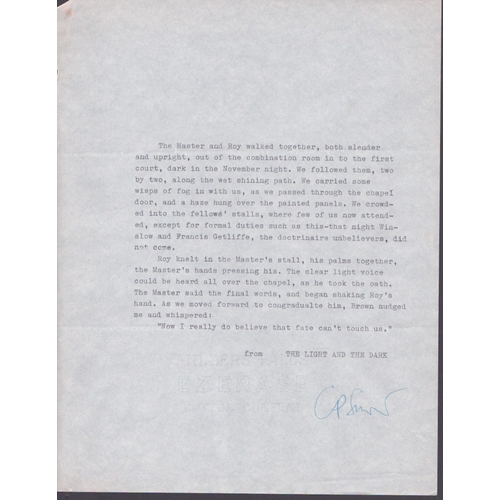 The Master and Roy walked together, both slender
and upright, out of the combination room in to the first
court, dark in the November night. We followed them, two
by two, along the wet shining path. We carried some
wisps of fog in with us, as we passed through the chapel
door, and a haze hung over the painted panels. We crowd-
ed into the fellows' stalls, where few of us now attend-
ed, except for formal duties such as this-that night Win-
slow and Francis Getliffe, the doctrinaire unbelievers, did
not come.
Roy knelt in the Master's stall, his palms together,
the Master's hands pressing his. The clear light voice
could be heard all over the chapel, as he took the oath.
The Master said the final words, and began shaking Roy's
hand. As we moved forward to congradualte him, Brown nudged
me and whispered:
"Now I really do believe that fate can't touch us."
from THE LIGHT AND THE DARK
CPSnow